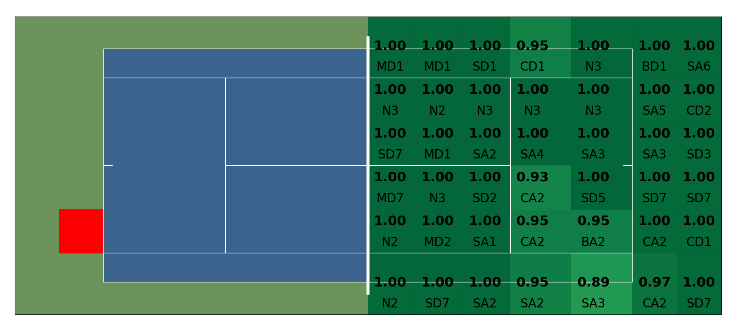 1.00 1.00 1.00 0.95 1.00 1.00 1.00
MD1 MD1 SD1 CD1 N3 BD1 SA6
1.00 1.00 1.00 1.00 1.00 1.00 1.00
N3 N2 N3 N3 N3 SA5 CD2
1.00 1.00 1.00 1.00 1.00 1.00 1.00
SD7 MD1 SA2 SA4 SA3 SA3 SD3
1.00 1.00 1.00 0.93 1.00 1.00 1.00
MD7 N3 SD2 CA2 SD5 SD7 SD7
1.00 1.00 1.00 0.95 0.95 1.00 1.00
N2 MD2 SA1 CA2 BA2 CA2 CD1
1.00 1.00 1.00 0.95 0.89 0.97 1.00
N2 SD7 SA2 SA2 SA3 CA2 SD7